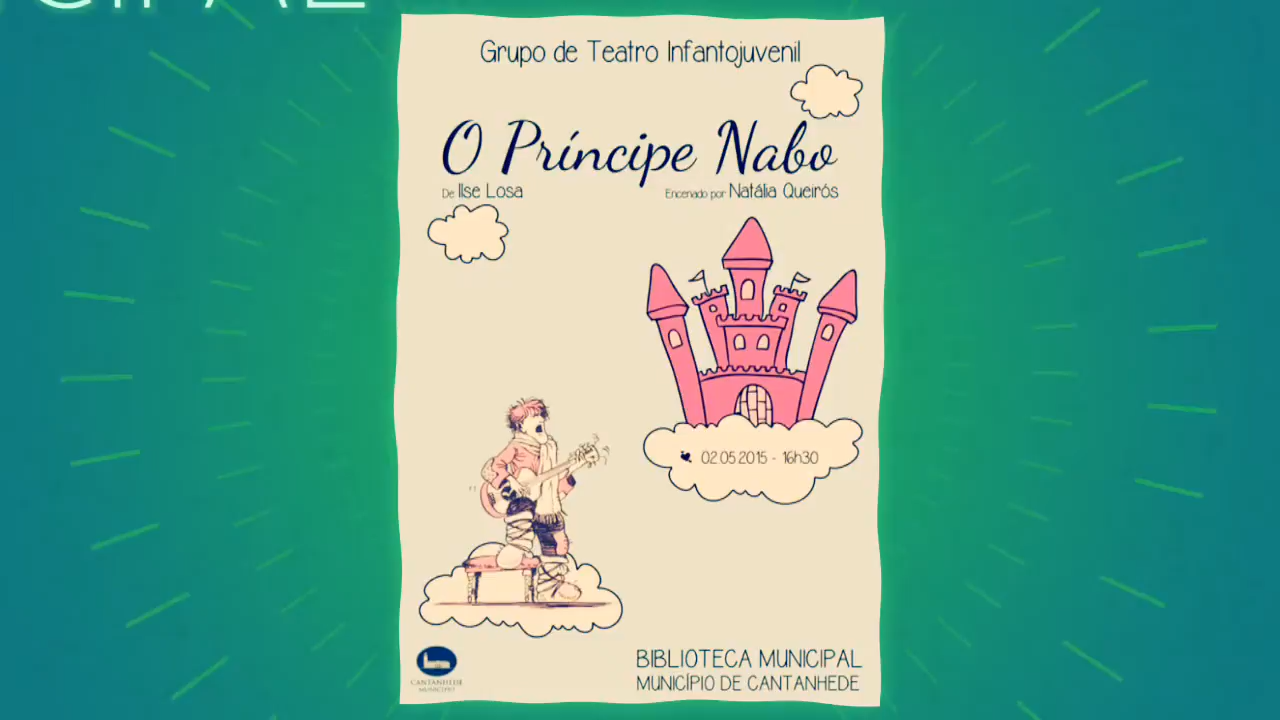 Grupo de Teatro Infantojuvenil
O Príncipe Nabo
De Ilse Losa
Encenado por Natália Queirós
02.05.2015 - 16h30
BIBLIOTECA MUNICIPAL
MUNICÍPIO DE CANTANHEDE
CANTANHEDE
MUNICÍPIO